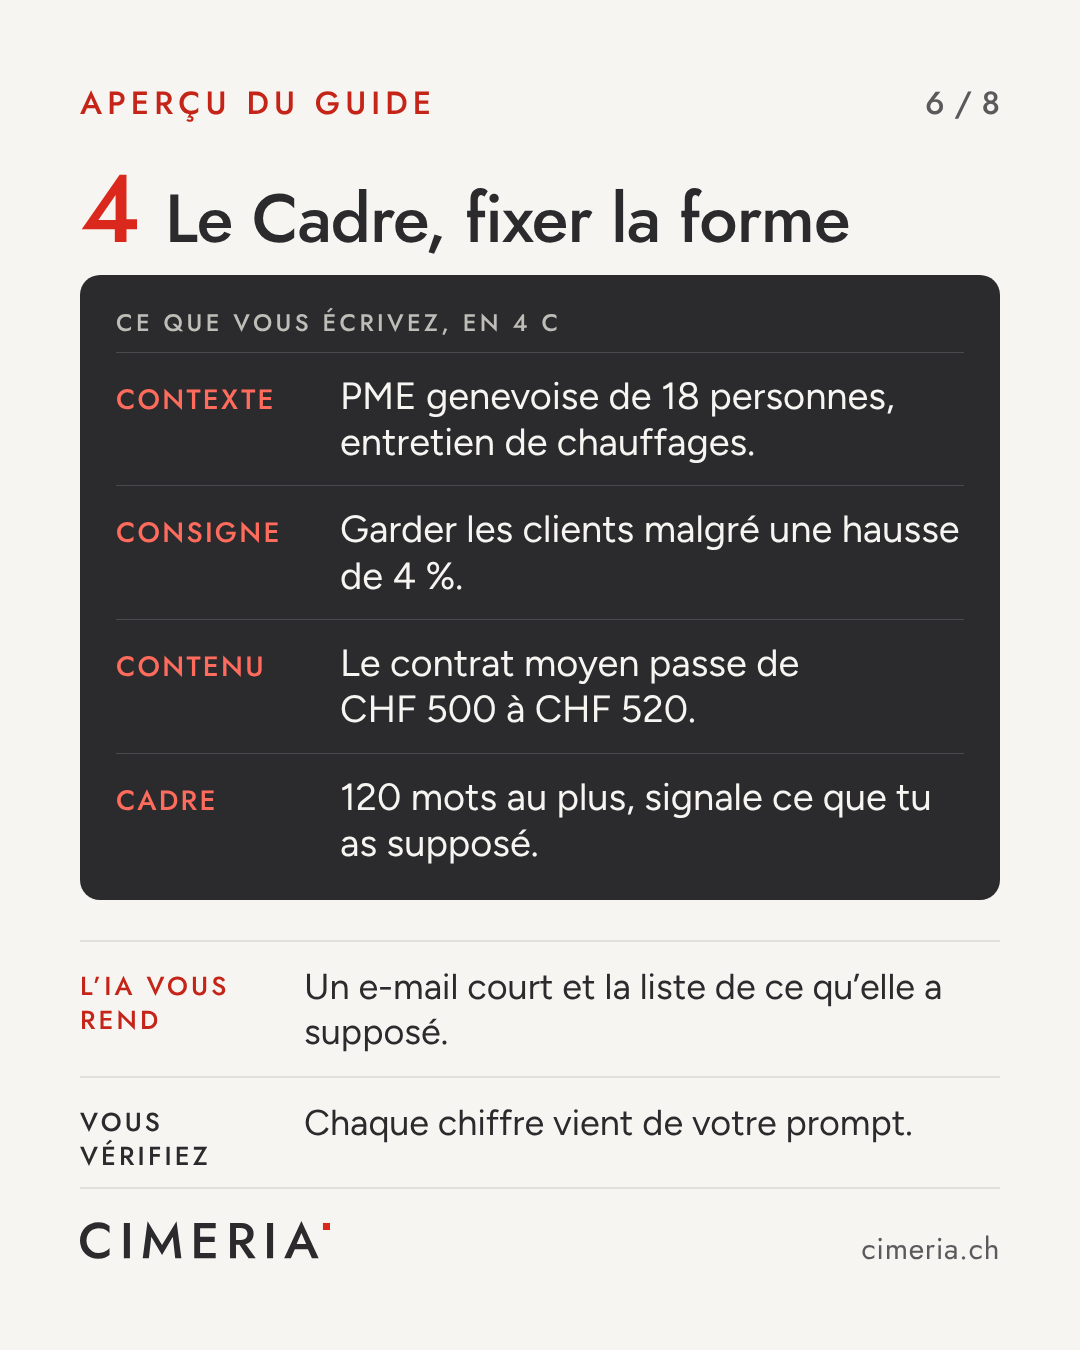 APERÇU DU GUIDE
6 / 8
4 Le Cadre, fixer la forme
CE QUE VOUS ÉCRIVEZ, EN 4 C
CONTEXTE
PME genevoise de 18 personnes,
entretien de chauffages.
CONSIGNE
Garder les clients malgré une hausse
de 4 %.
CONTENU
Le contrat moyen passe de
CHF 500 à CHF 520.
CADRE
120 mots au plus, signale ce que tu
as supposé.
L’IA VOUS
REND
Un e-mail court et la liste de ce qu’elle a
supposé.
VOUS
VÉRIFIEZ
Chaque chiffre vient de votre prompt.
CIMERIA
cimeria.ch